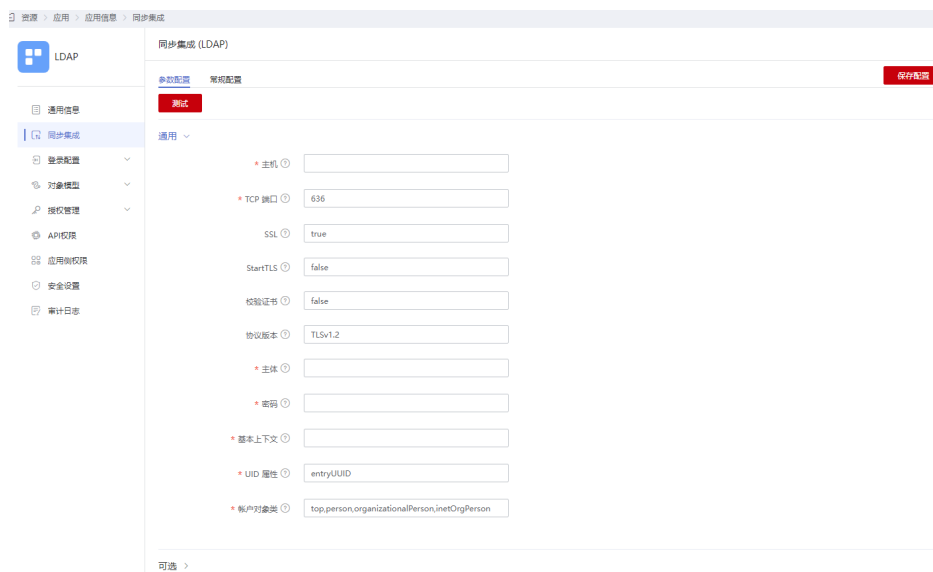 资源 > 应用 > 应用信息 > 同步集成
LDAP
同步集成 (LDAP)
参数配置 常规配置
保存配置
测试
通用信息
同步集成
登录配置
对象模型
授权管理
API权限
应用侧权限
安全设置
审计日志
通用
* 主机
* TCP 端口 636
SSL true
StartTLS false
校验证书 false
协议版本 TLSv1.2
* 主体
* 密码
* 基本上下文
* UID 属性 entryUUID
* 帐户对象类 top,person,organizationalPerson,inetOrgPerson
可选 >